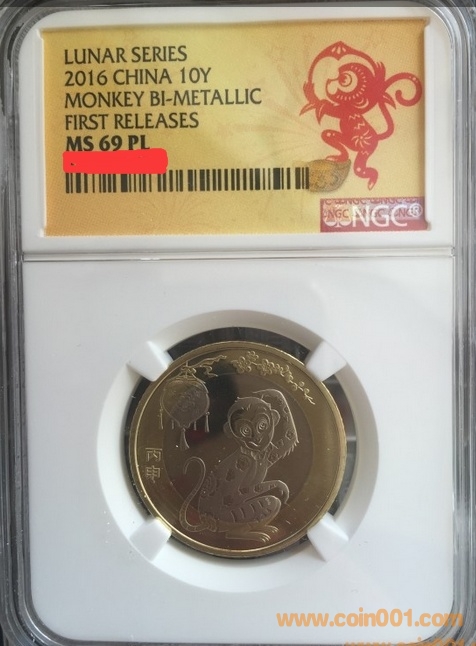 LUNAR SERIES
2016 CHINA 10Y
MONKEY BI-METALLIC
FIRST RELEASES
MS 69 PL
NGC
丙申
www.coin001.com